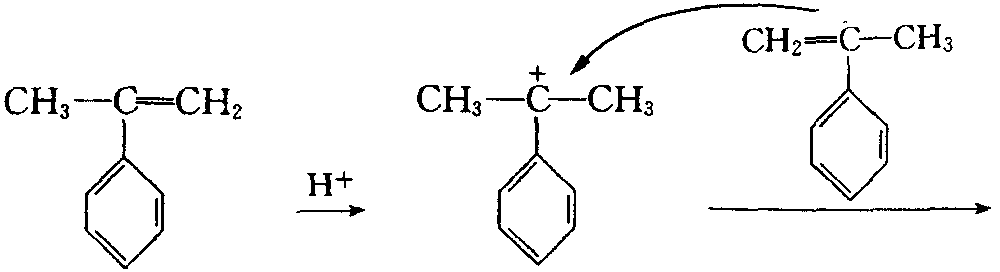 CH₂=C—CH₃
CH₃—C=CH₂
+
CH₃—C—CH₃
H⁺